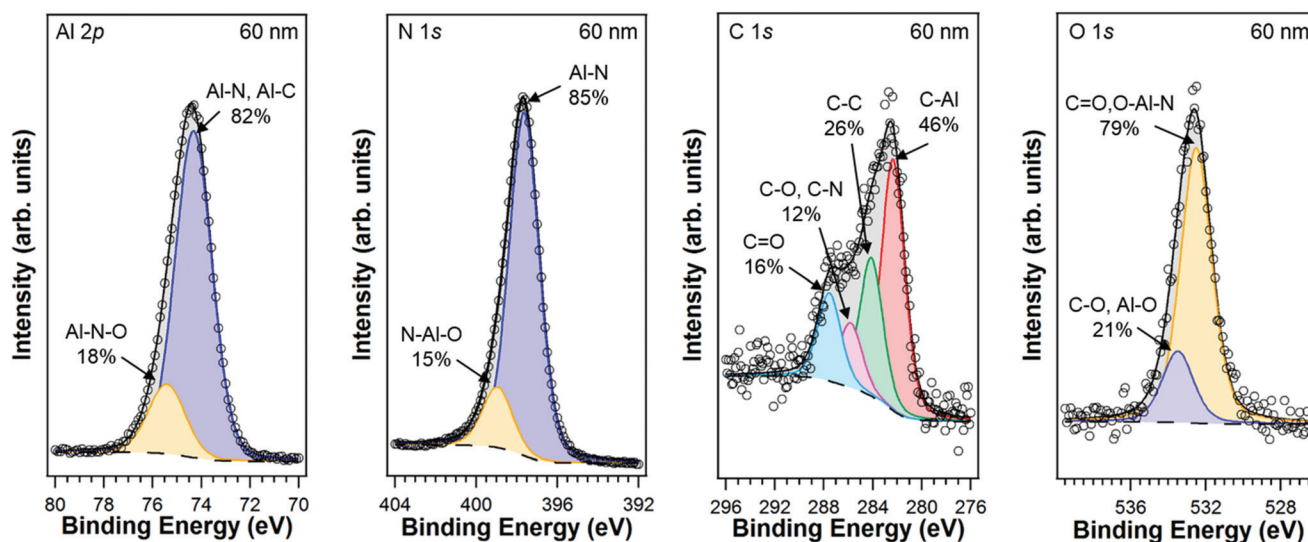 Al 2p 60 nm
Al-N, Al-C
82%
Al-N-O
18%
Intensity (arb. units)
80 78 76 74 72 70
Binding Energy (eV)
N 1s 60 nm
Al-N
85%
N-Al-O
15%
Intensity (arb. units)
404 400 396 392
Binding Energy (eV)
C 1s 60 nm
C-C
26%
C-Al
46%
C-O, C-N
12%
C=O
16%
Intensity (arb. units)
296 292 288 284 280 276
Binding Energy (eV)
O 1s 60 nm
C=O,O-Al-N
79%
C-O, Al-O
21%
Intensity (arb. units)
536 532 528
Binding Energy (eV)